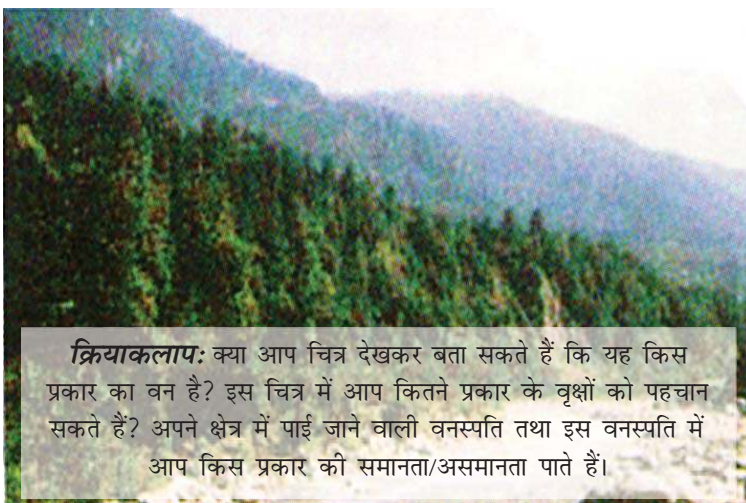 क्रियाकलाप: क्या आप चित्र देखकर बता सकते हैं कि यह किस
प्रकार का वन है? इस चित्र में आप कितने प्रकार के वृक्षों को पहचान
सकते हैं? अपने क्षेत्र में पाई जाने वाली वनस्पति तथा इस वनस्पति में
आप किस प्रकार की समानता/असमानता पाते हैं।